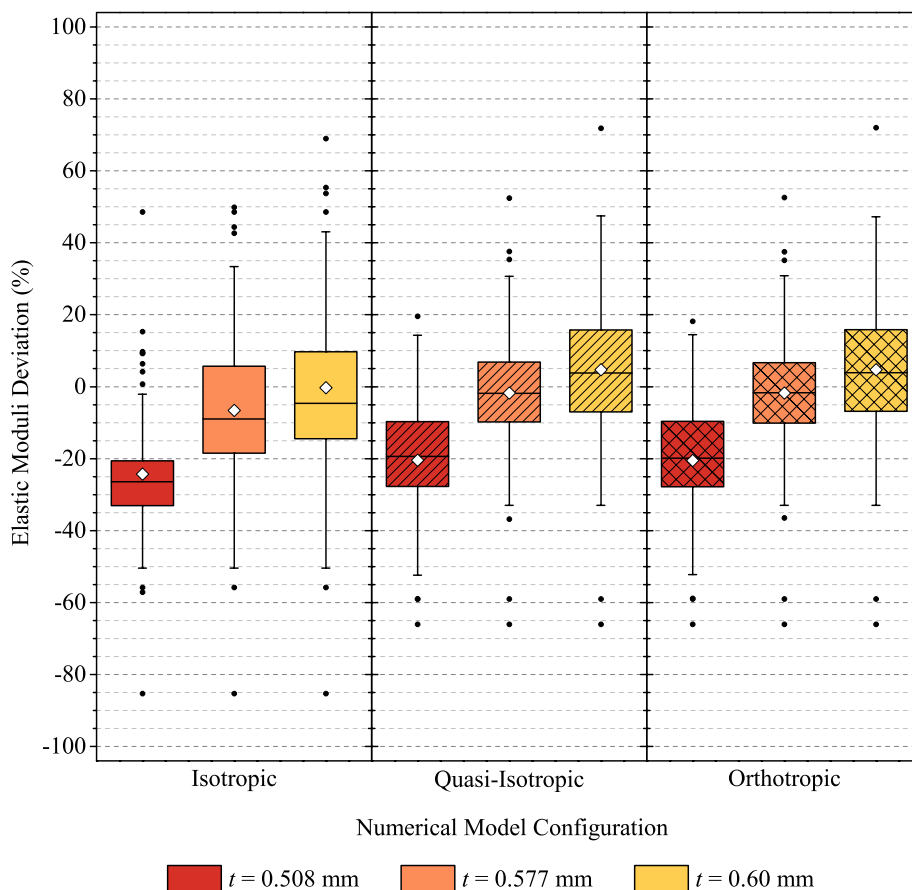 100
80
60
40
20
0
-20
-40
-60
-80
-100
Elastic Moduli Deviation (%)
Isotropic Quasi-Isotropic Orthotropic
Numerical Model Configuration
t = 0.508 mm t = 0.577 mm t = 0.60 mm